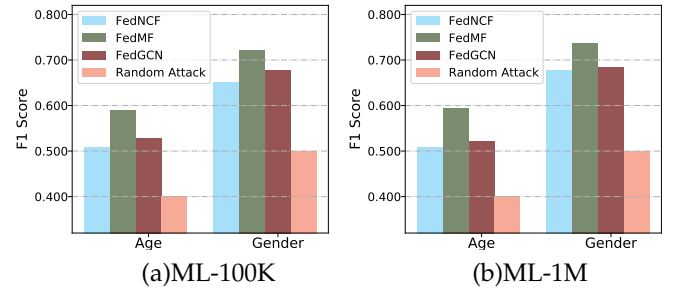 0.800
0.700
0.600
0.500
0.400
F1 Score
FedNCF
FedMF
FedGCN
Random Attack
Age
Gender
(a)ML-100K
0.800
0.700
0.600
0.500
0.400
F1 Score
FedNCF
FedMF
FedGCN
Random Attack
Age
Gender
(b)ML-1M